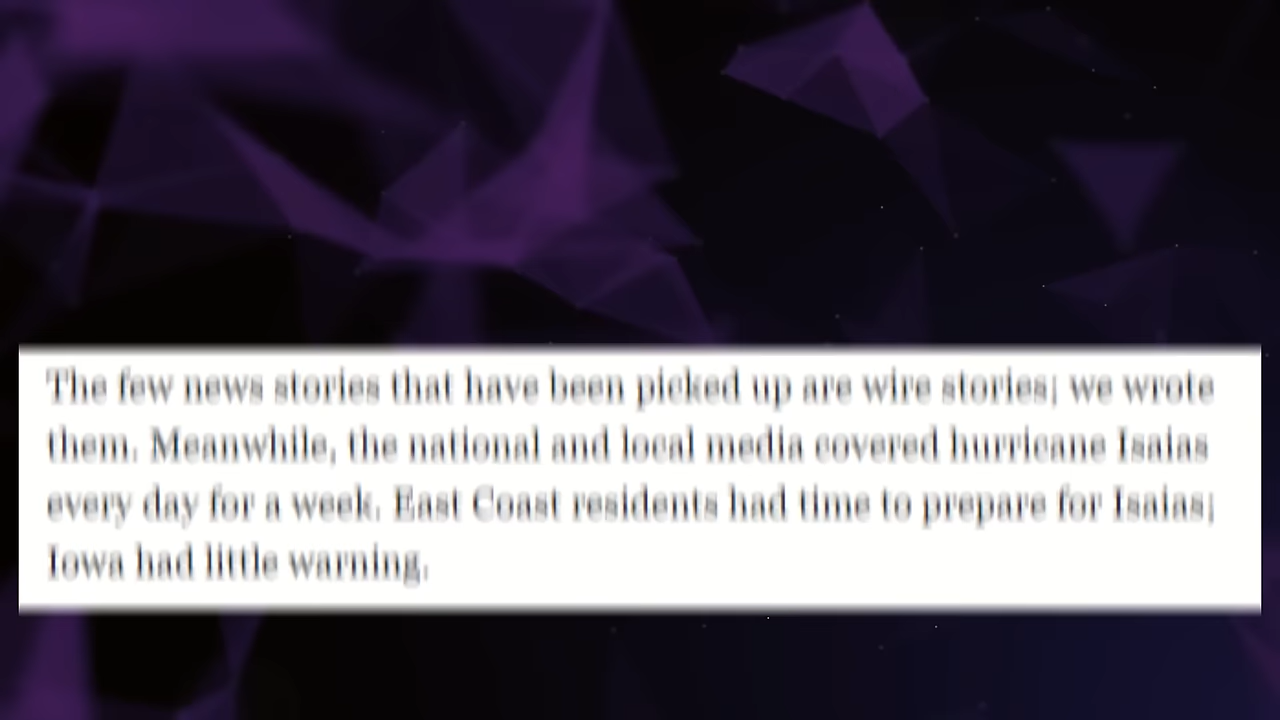 The few news stories that have been picked up are wire stories; we wrote
them. Meanwhile, the national and local media covered hurricane Isaias
every day for a week. East Coast residents had time to prepare for Isaias;
Iowa had little warning.